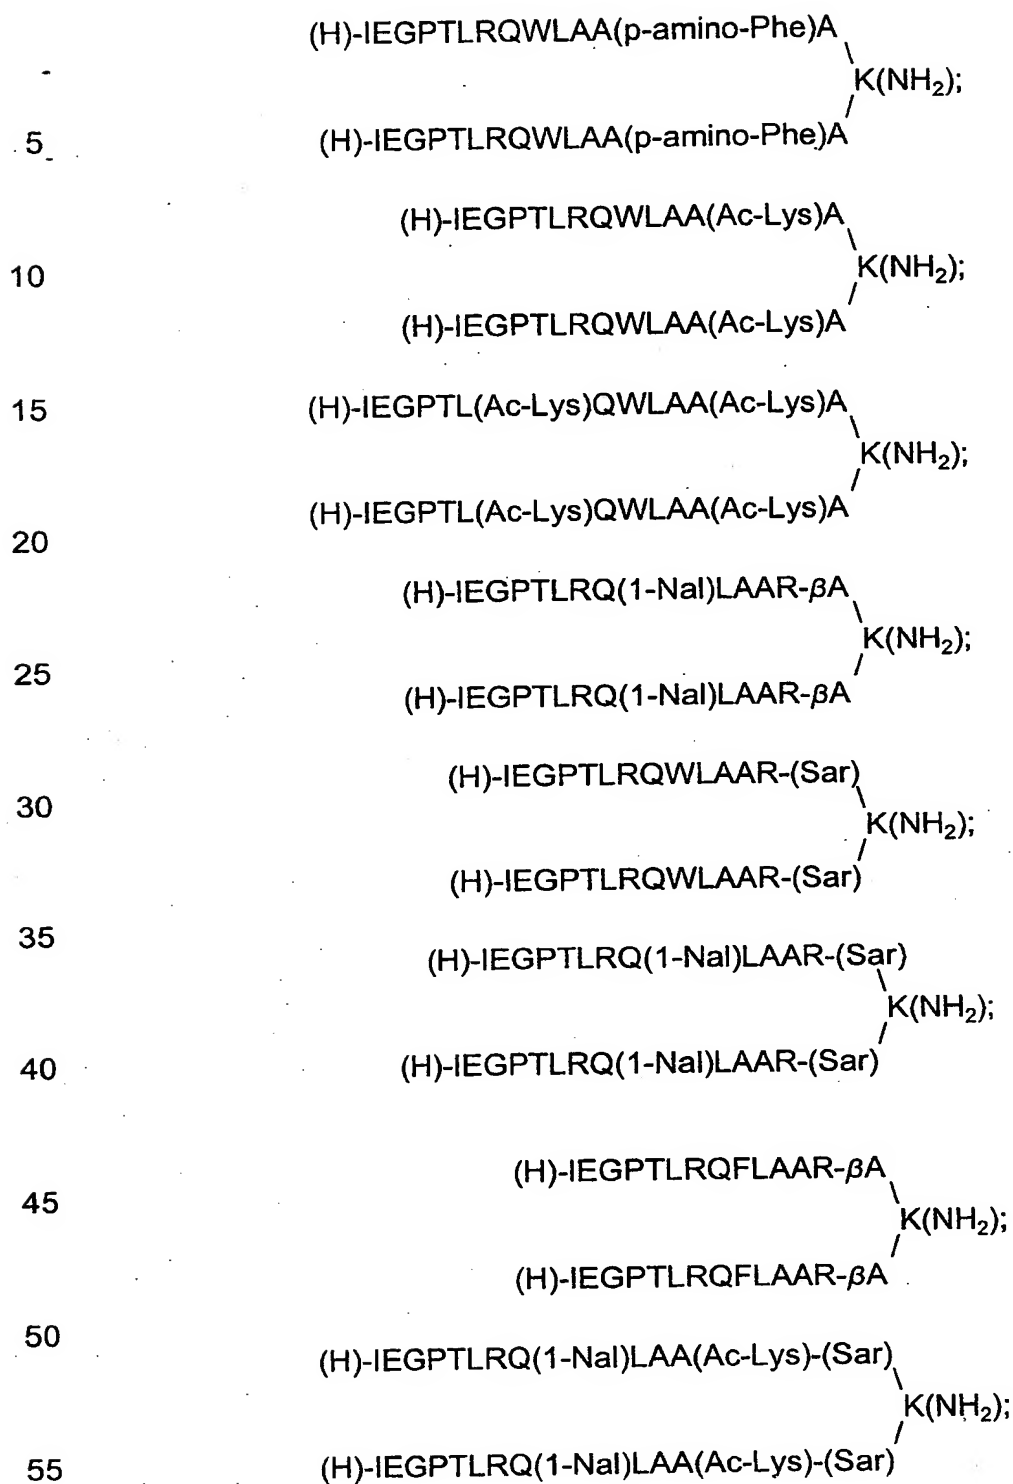 (H)-IEGPTLRQWLAA(p-amino-Phe)A
K(NH₂);
5 (H)-IEGPTLRQWLAA(p-amino-Phe)A
(H)-IEGPTLRQWLAA(Ac-Lys)A
10 K(NH₂);
(H)-IEGPTLRQWLAA(Ac-Lys)A
15 (H)-IEGPTL(Ac-Lys)QWLAA(Ac-Lys)A
K(NH₂);
(H)-IEGPTL(Ac-Lys)QWLAA(Ac-Lys)A
20
(H)-IEGPTLRQ(1-Nal)LAAR-βA
K(NH₂);
25 (H)-IEGPTLRQ(1-Nal)LAAR-βA
(H)-IEGPTLRQWLAAR-(Sar)
30 K(NH₂);
(H)-IEGPTLRQWLAAR-(Sar)
35 (H)-IEGPTLRQ(1-Nal)LAAR-(Sar)
K(NH₂);
40 (H)-IEGPTLRQ(1-Nal)LAAR-(Sar)
(H)-IEGPTLRQFLAAR-βA
45 K(NH₂);
(H)-IEGPTLRQFLAAR-βA
50 (H)-IEGPTLRQ(1-Nal)LAA(Ac-Lys)-(Sar)
K(NH₂);
55 (H)-IEGPTLRQ(1-Nal)LAA(Ac-Lys)-(Sar)